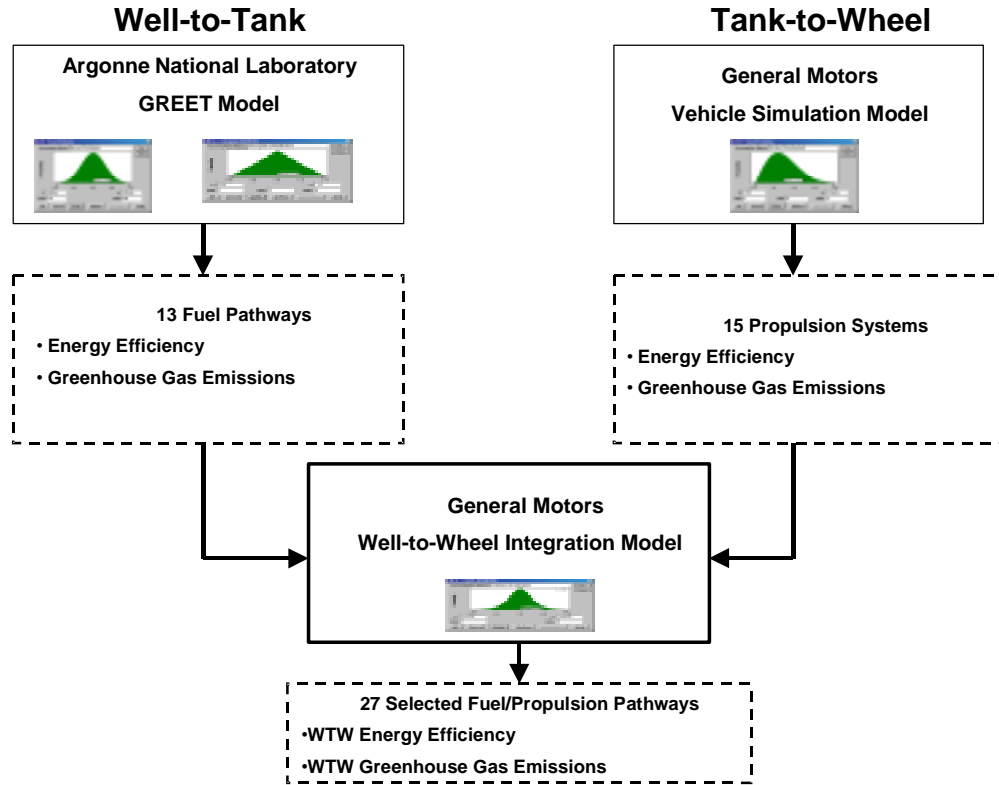 Well-to-Tank
Argonne National Laboratory
GREET Model
13 Fuel Pathways
• Energy Efficiency
• Greenhouse Gas Emissions
Tank-to-Wheel
General Motors
Vehicle Simulation Model
15 Propulsion Systems
• Energy Efficiency
• Greenhouse Gas Emissions
General Motors
Well-to-Wheel Integration Model
27 Selected Fuel/Propulsion Pathways
•WTW Energy Efficiency
•WTW Greenhouse Gas Emissions